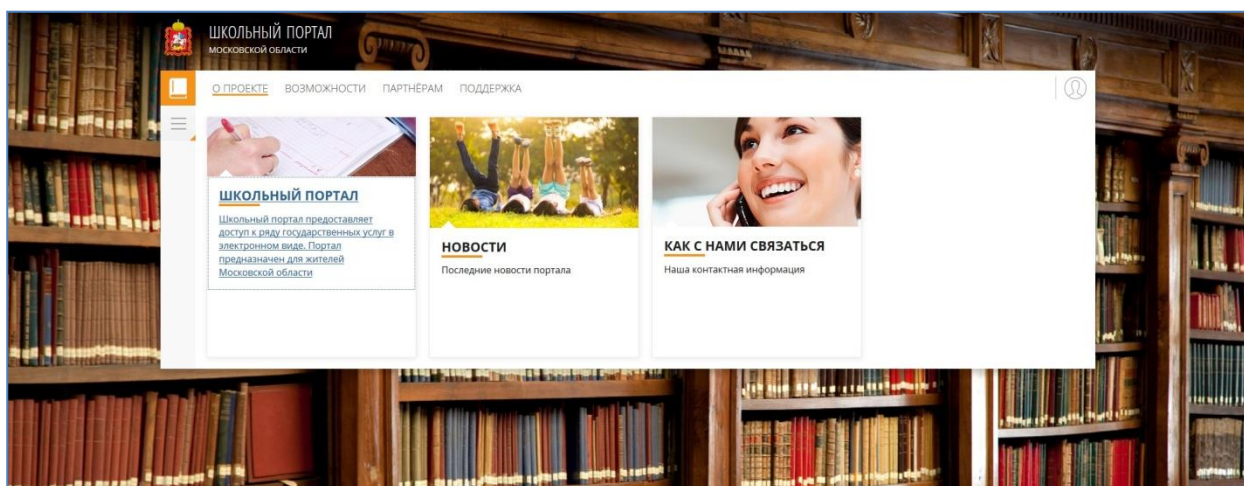 ШКОЛЬНЫЙ ПОРТАЛ
МОСКОВСКОЙ ОБЛАСТИ
О ПРОЕКТЕ ВОЗМОЖНОСТИ ПАРТНЁРАМ ПОДДЕРЖКА
ШКОЛЬНЫЙ ПОРТАЛ
Школьный портал предоставляет
доступ к ряду государственных услуг в
электронном виде. Портал
предназначен для жителей
Московской области
НОВОСТИ
Последние новости портала
КАК С НАМИ СВЯЗАТЬСЯ
Наша контактная информация